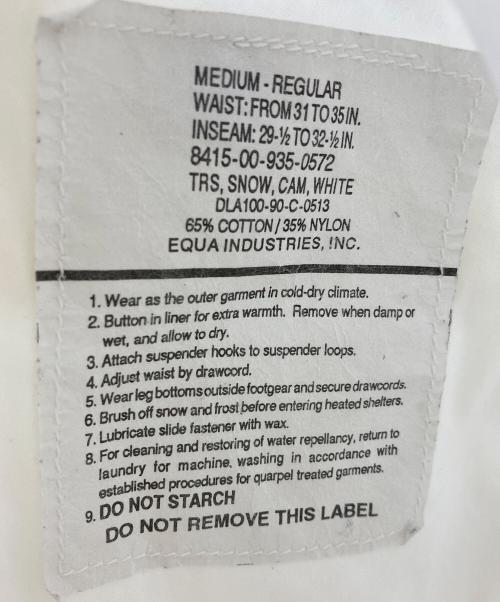 MEDIUM - REGULAR
WAIST: FROM 31 TO 35 IN.
INSEAM: 29-½ TO 32-½ IN.
8415-00-935-0572
TRS, SNOW, CAM, WHITE
DLA100-90-C-0513
65% COTTON / 35% NYLON
EQUA INDUSTRIES, INC.
1. Wear as the outer garment in cold-dry climate.
2. Button in liner for extra warmth. Remove when damp or
wet, and allow to dry.
3. Attach suspender hooks to suspender loops.
4. Adjust waist by drawcord.
5. Wear leg bottoms outside footgear and secure drawcords.
6. Brush off snow and frost before entering heated shelters.
7. Lubricate slide fastener with wax.
8. For cleaning and restoring of water repellancy, return to
laundry for machine, washing in accordance with
established procedures for quarpel treated garments.
9. DO NOT STARCH
DO NOT REMOVE THIS LABEL